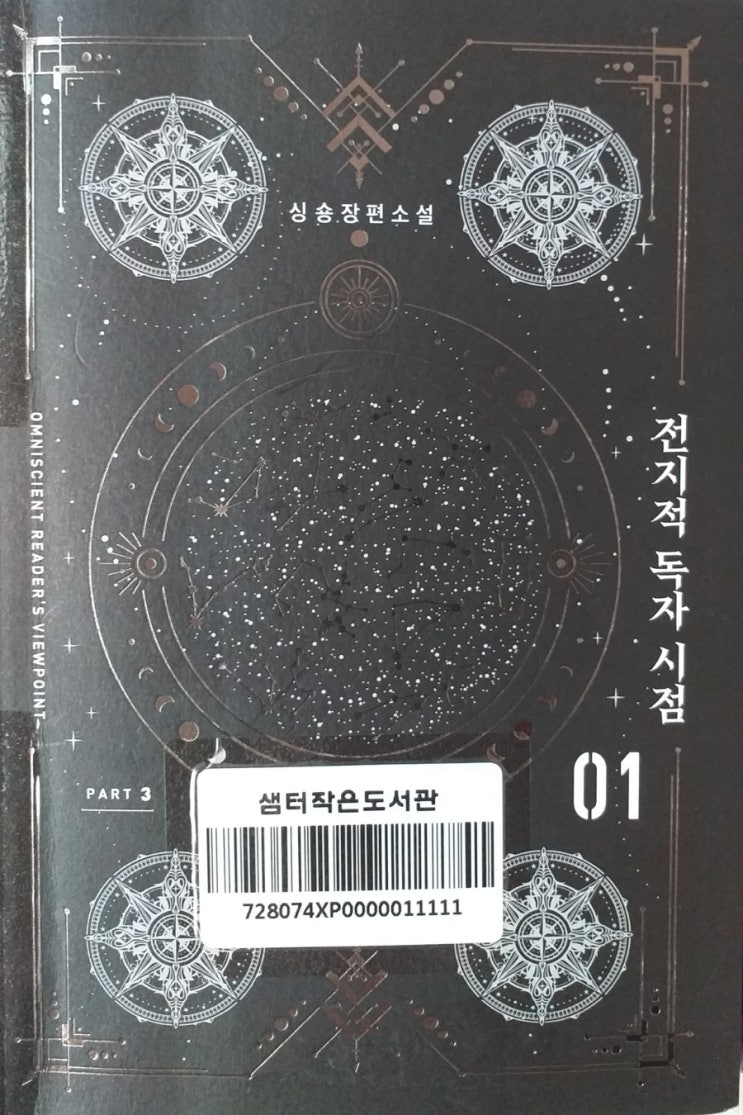 싱숑 장편소설
OMNISCIENT READER'S VIEWPOINT
전지적 독자 시점
01
PART 3
샘터작은도서관
728074XP0000011111